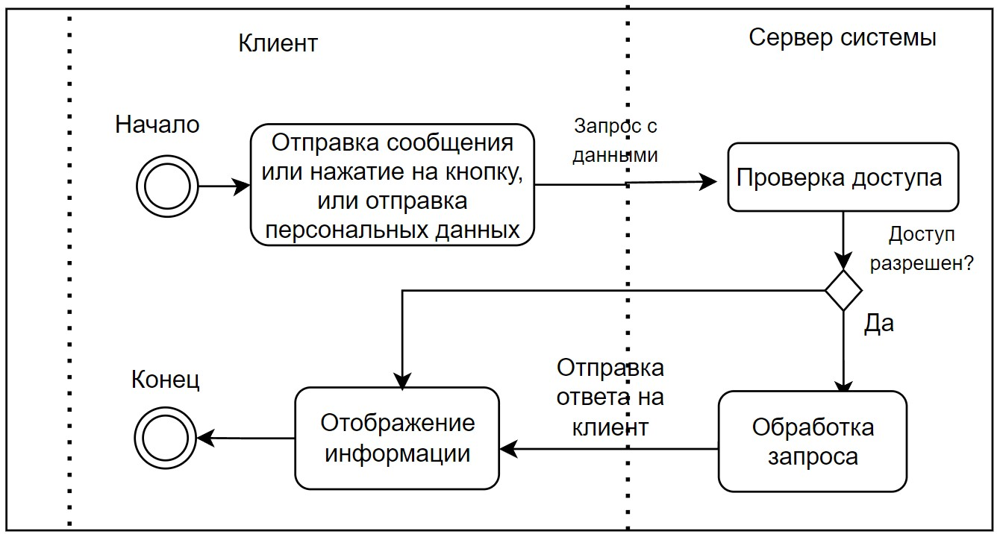 Клиент
Сервер системы
Начало
Отправка сообщения
или нажатие на кнопку,
или отправка
персональных данных
Запрос с
данными
Проверка доступа
Доступ
разрешен?
Да
Конец
Отображение
информации
Отправка
ответа на
клиент
Обработка
запроса